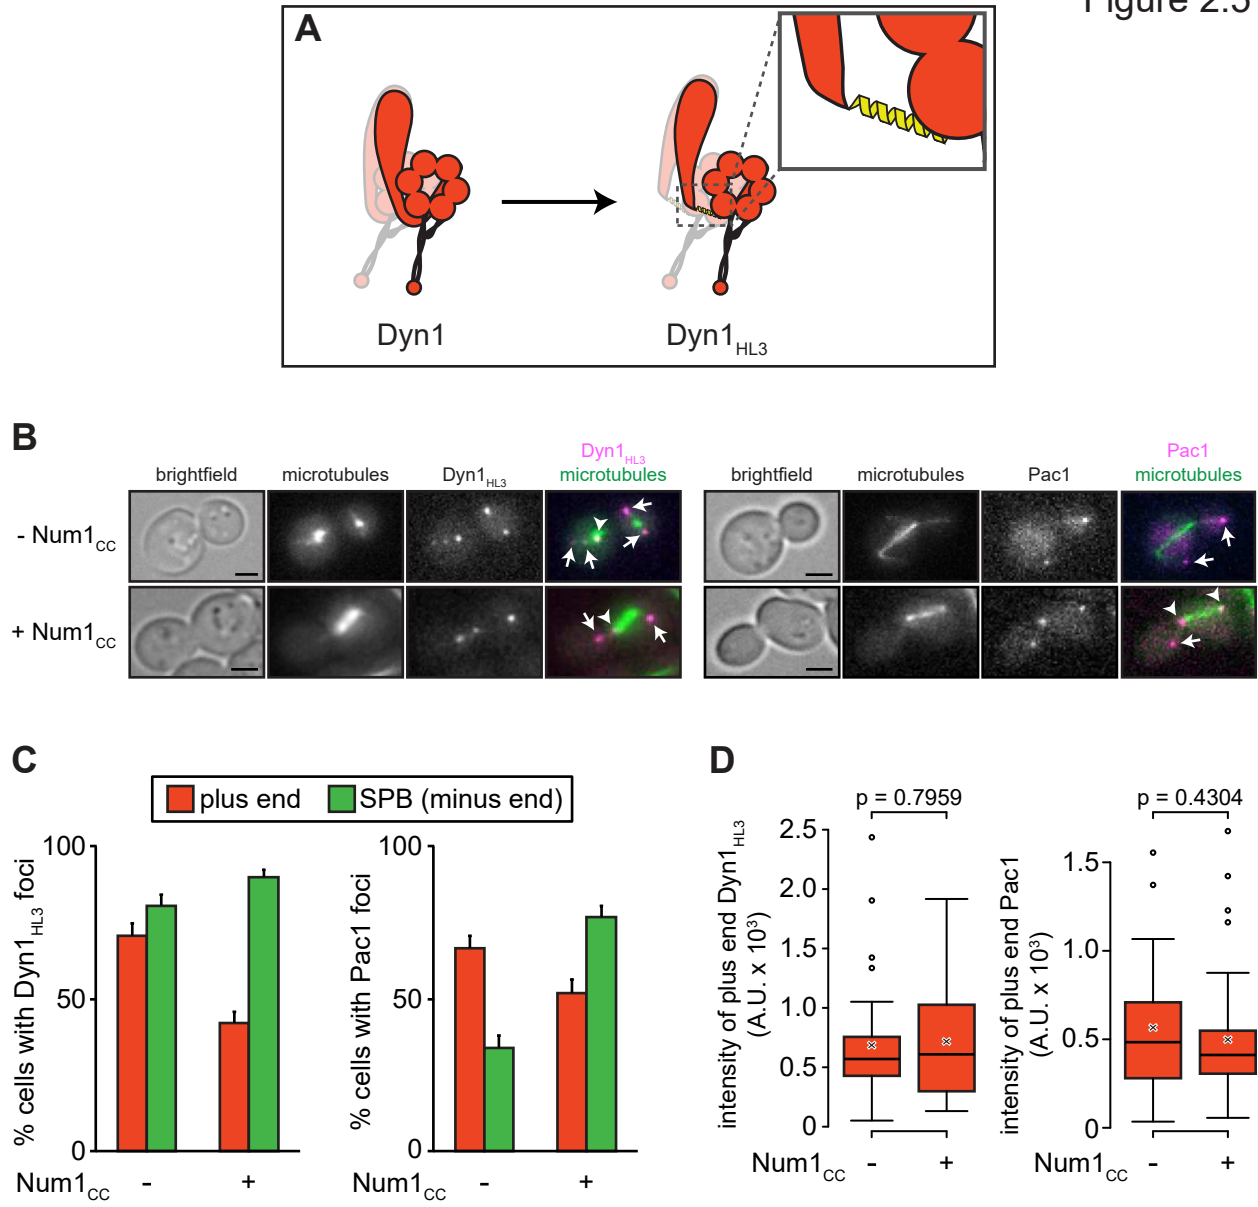 Figure 2.5
A
Dyn1
Dyn1HL3
B
Dyn1HL3
Pac1
brightfield microtubules Dyn1HL3 microtubules brightfield microtubules Pac1 microtubules
- Num1CC
+ Num1CC
C
plus end SPB (minus end)
% cells with Dyn1HL3 foci
100
50
0
Num1CC - +
% cells with Pac1 foci
100
50
0
Num1CC - +
D
p = 0.7959
intensity of plus end Dyn1HL3
(A.U. x 10³)
2.5
2.0
1.5
1.0
0.5
0
Num1CC - +
p = 0.4304
intensity of plus end Pac1
(A.U. x 10³)
1.5
1.0
0.5
0
Num1CC - +